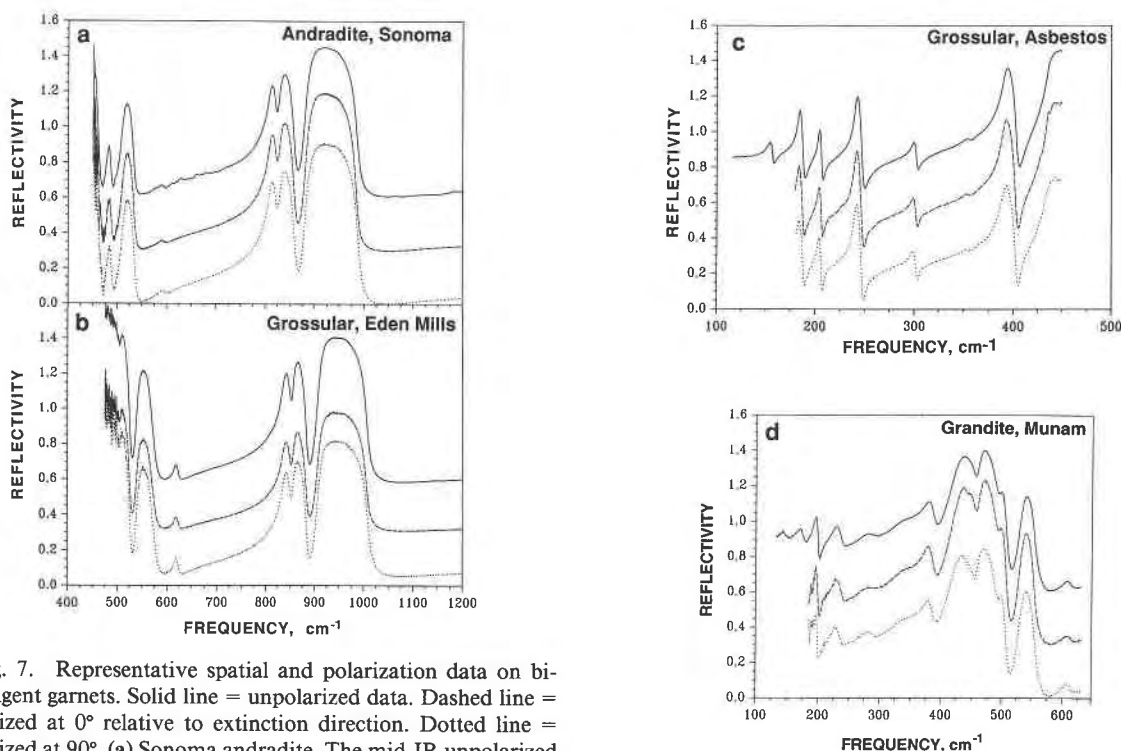 a
Andradite, Sonoma
REFLECTIVITY
1.6
1.4
1.2
1.0
0.8
0.6
0.4
0.2
0.0
b
Grossular, Eden Mills
REFLECTIVITY
1.4
1.2
1.0
0.8
0.6
0.4
0.2
0.0
400 500 600 700 800 900 1000 1100 1200
FREQUENCY, cm-1
g. 7. Representative spatial and polarization data on bi-
gent garnets. Solid line = unpolarized data. Dashed line =
ized at 0° relative to extinction direction. Dotted line =
ized at 90°. (a) Sonoma andradite. The mid-IR unpolarized
c
Grossular, Asbestos
REFLECTIVITY
1.6
1.4
1.2
1.0
0.8
0.6
0.4
0.2
0.0
100 200 300 400 500
FREQUENCY, cm-1
d
Grandite, Munam
REFLECTIVITY
1.6
1.4
1.2
1.0
0.8
0.6
0.4
0.2
0.0
100 200 300 400 500 600
FREQUENCY, cm-1